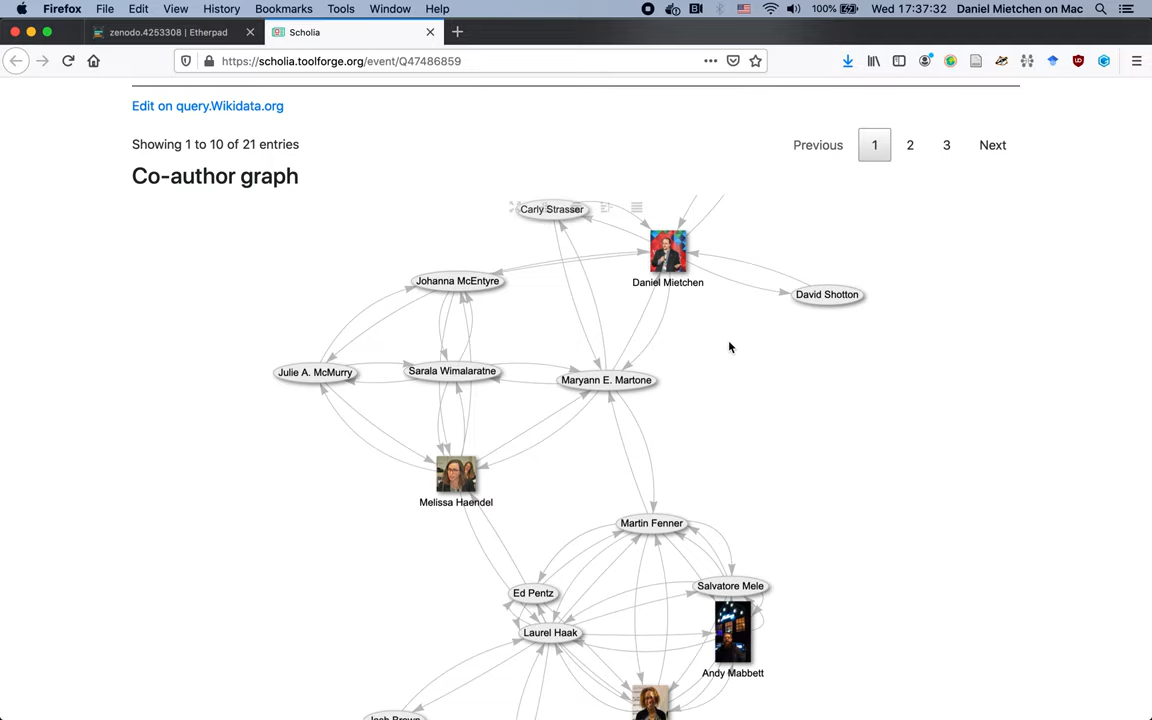 Firefox File Edit View History Bookmarks Tools Window Help 100% Wed 17:37:32 Daniel Mietchen on Mac
zenodo.4253308 | Etherpad
Scholia
https://scholia.toolforge.org/event/Q47486859
Edit on query.Wikidata.org
Showing 1 to 10 of 21 entries
Previous 1 2 3 Next
Co-author graph
Carly Strasser
Daniel Mietchen
Johanna McEntyre
David Shotton
Julie A. McMurry
Sarala Wimalaratne
Maryann E. Martone
Melissa Haendel
Martin Fenner
Salvatore Mele
Ed Pentz
Laurel Haak
Andy Mabbett
Josh Brown